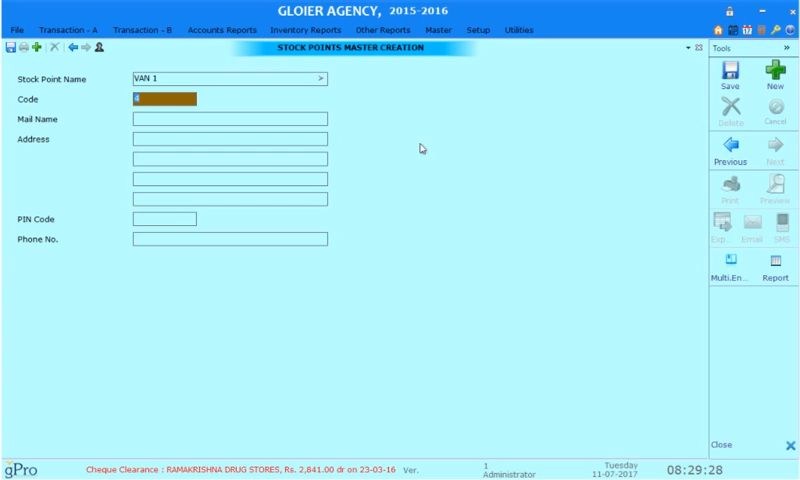 GLOIER AGENCY, 2015-2016
File Transaction - A Transaction - B Accounts Reports Inventory Reports Other Reports Master Setup Utilities
17
STOCK POINTS MASTER CREATION
Tools »
Stock Point Name VAN 1 >
Code 4
Mail Name
Address
PIN Code
Phone No.
Save New
Delete Cancel
Previous Next
Print Preview
Exp... Email SMS
Multi.En... Report
Close
gPro Cheque Clearance : RAMAKRISHNA DRUG STORES, Rs. 2,841.00 dr on 23-03-16 Ver. 1 Administrator Tuesday 11-07-2017 08:29:28